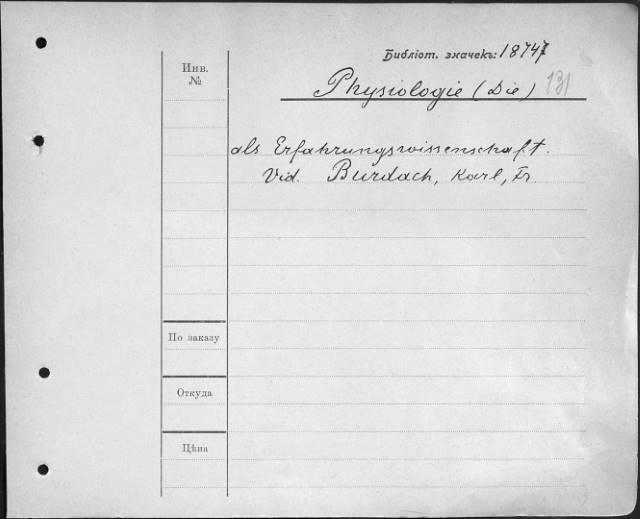 Библіот. значекъ: 18747
Инв.
№
Physiologie (Die) 131
als Erfahrungswissenschaft.
Vid. Burdach, Karl, Fr.
По заказу
Откуда
Цѣна